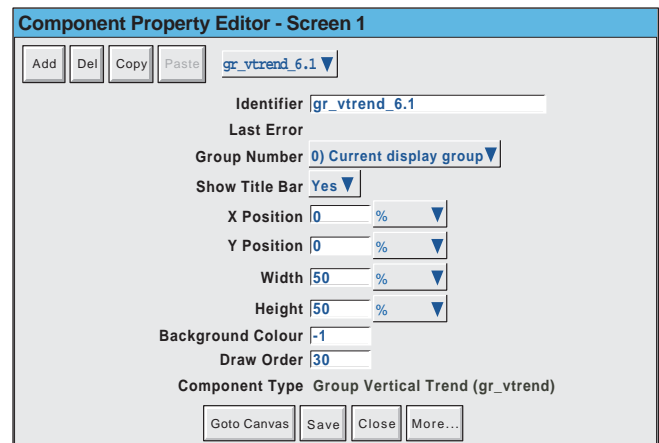 Component Property Editor - Screen 1
Add Del Copy Paste gr_vtrend_6.1
Identifier gr_vtrend_6.1
Last Error
Group Number 0) Current display group
Show Title Bar Yes
X Position 0 %
Y Position 0 %
Width 50 %
Height 50 %
Background Colour -1
Draw Order 30
Component Type Group Vertical Trend (gr_vtrend)
Goto Canvas Save Close More...